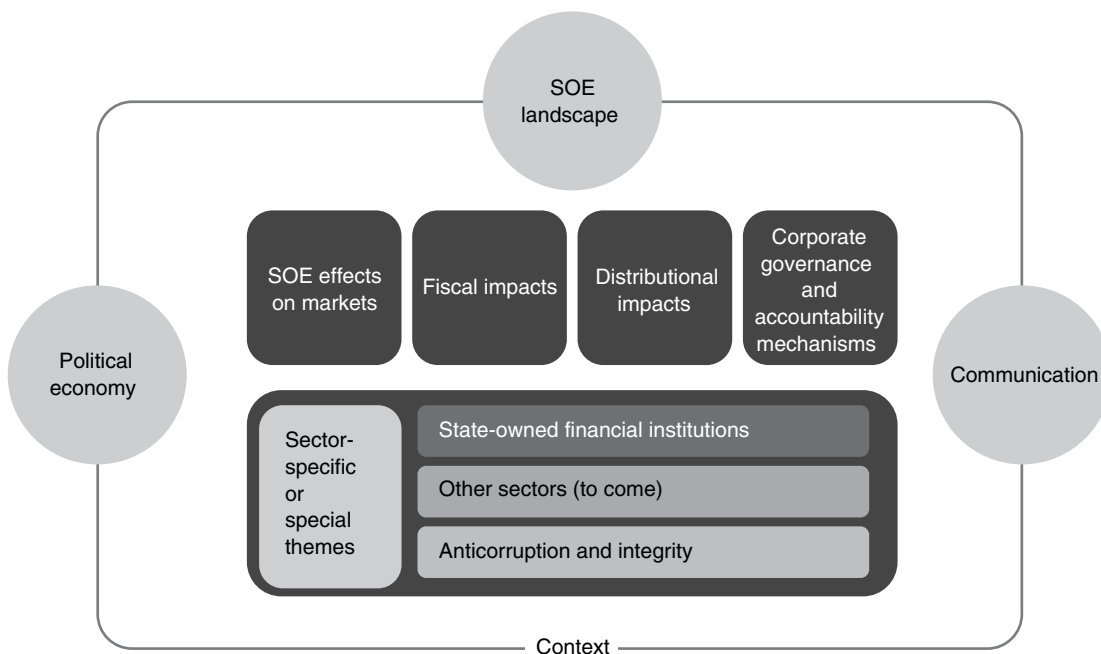 SOE
landscape
SOE effects
on markets
Fiscal impacts
Distributional
impacts
Corporate
governance
and
accountability
mechanisms
Political
economy
Communication
Sector-
specific
or
special
themes
State-owned financial institutions
Other sectors (to come)
Anticorruption and integrity
Context